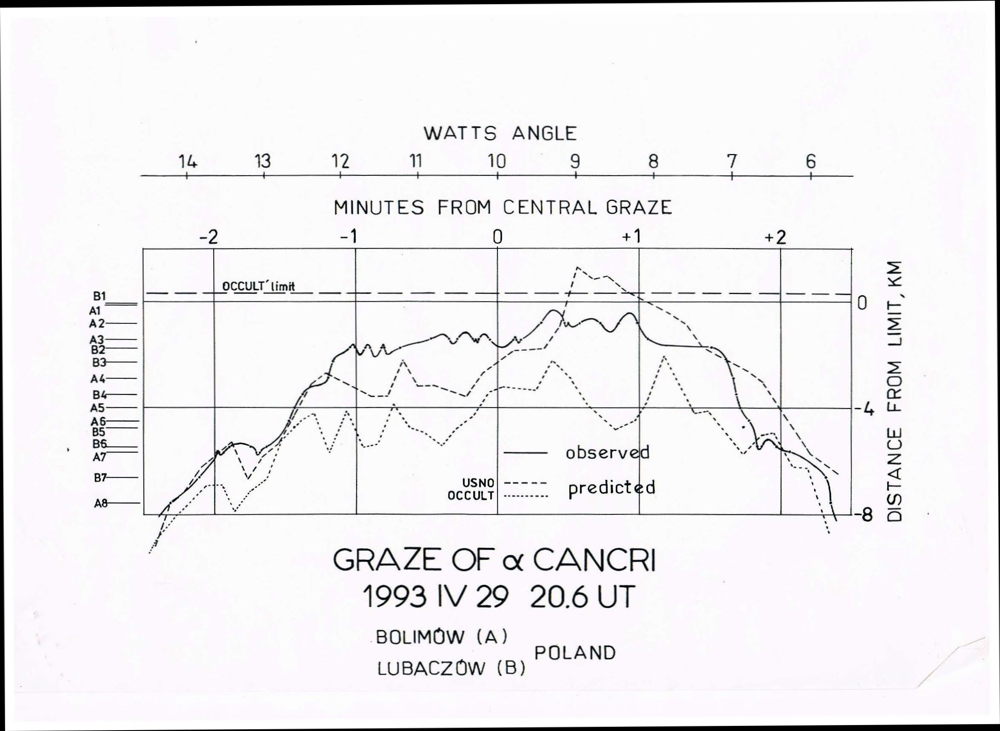 WATTS ANGLE
14 13 12 11 10 9 8 7 6
MINUTES FROM CENTRAL GRAZE
-2 -1 0 +1 +2
OCCULT' limit
B1
A1
A2
A3
B2
B3
A4
B4
A5
A6
B5
B6
A7
B7
A8
0
-4
-8
DISTANCE FROM LIMIT, KM
observed
USNO
OCCULT
predicted
GRAZE OF α CANCRI
1993 IV 29 20.6 UT
BOLIMÓW (A)
LUBACZÓW (B)
POLAND